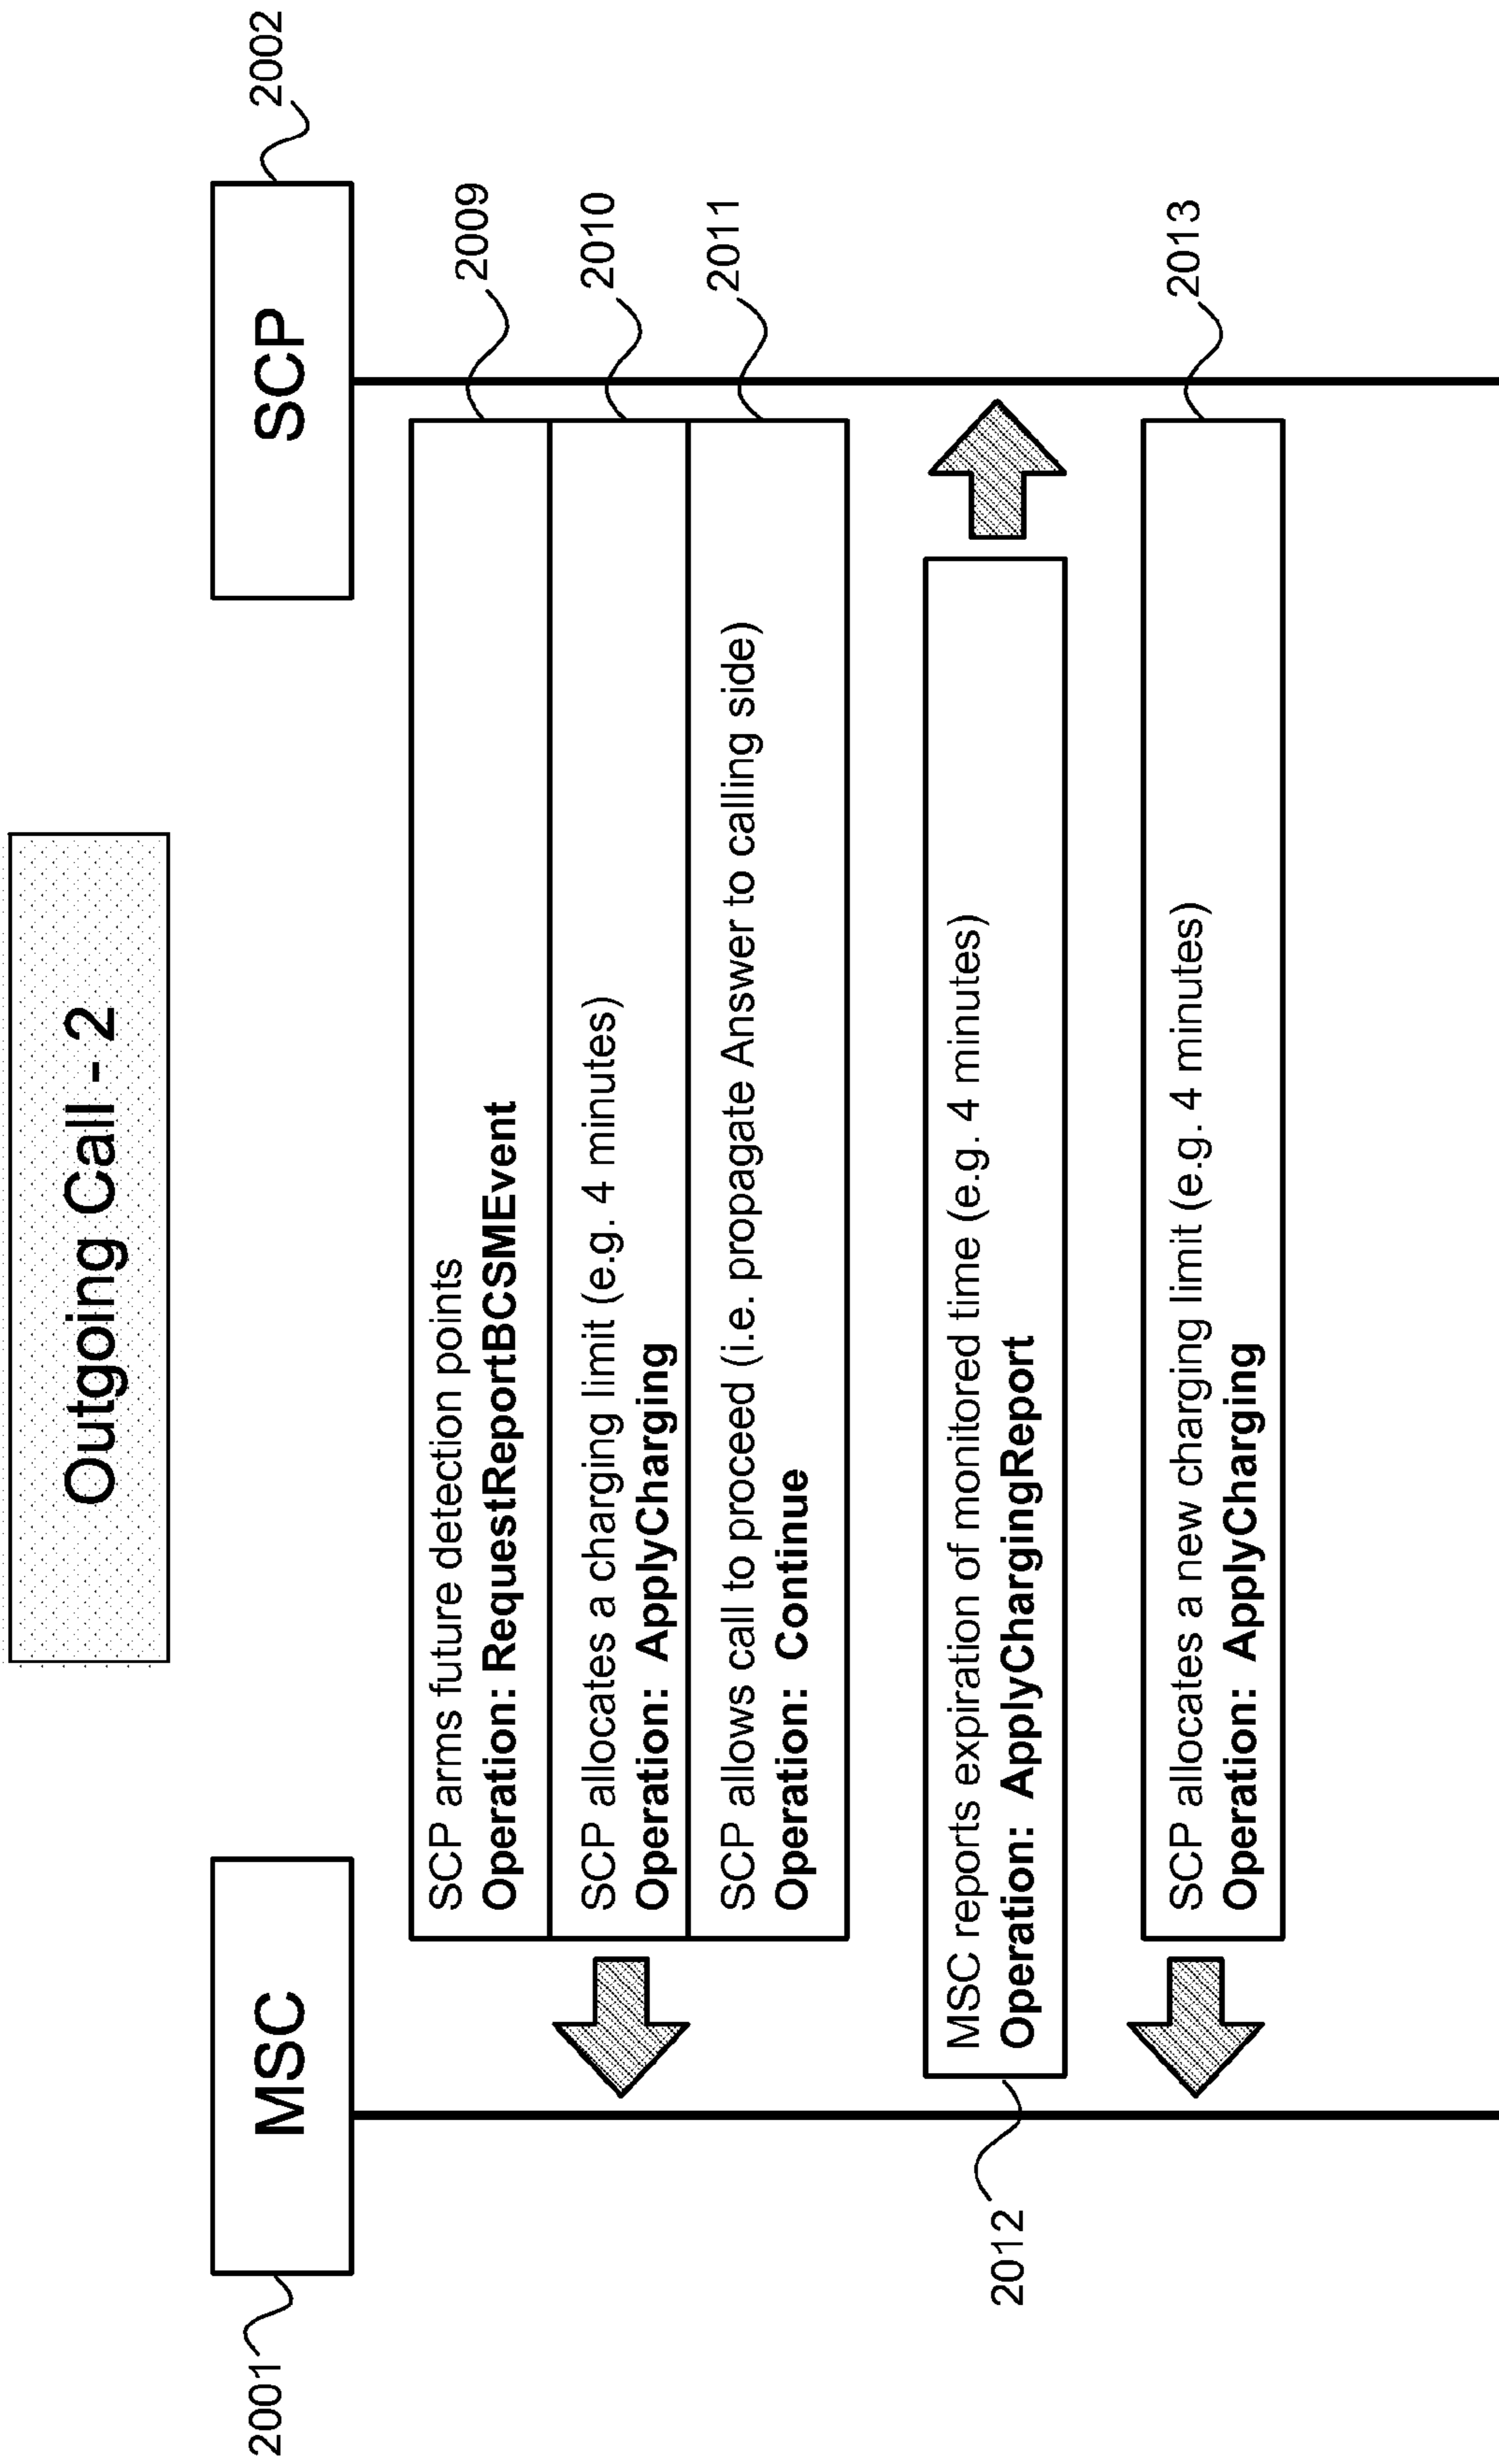 Outgoing Call - 2
2001
MSC
SCP
2002
SCP arms future detection points
Operation: RequestReportBCSMEvent
2009
SCP allocates a charging limit (e.g. 4 minutes)
Operation: ApplyCharging
2010
SCP allows call to proceed (i.e. propagate Answer to calling side)
Operation: Continue
2011
2012
MSC reports expiration of monitored time (e.g. 4 minutes)
Operation: ApplyChargingReport
SCP allocates a new charging limit (e.g. 4 minutes)
Operation: ApplyCharging
2013